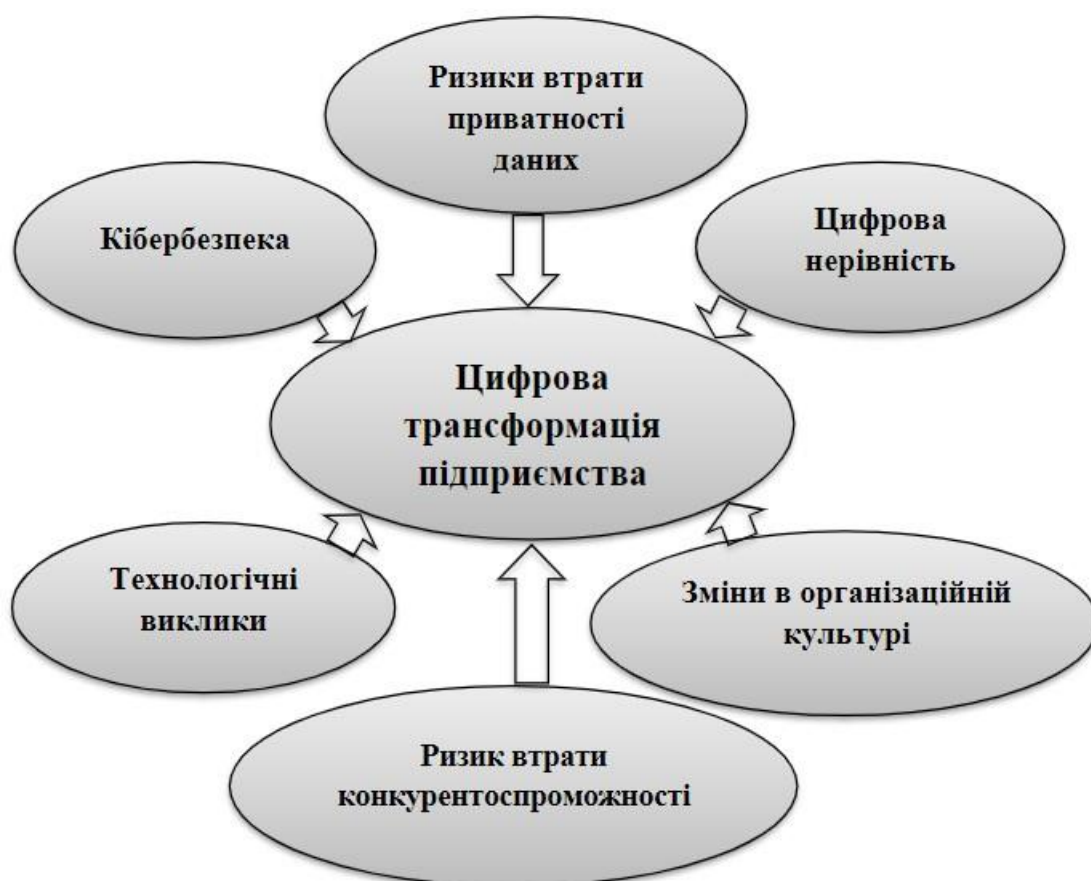 Ризики втрати
приватності
даних
Кібербезпека
Цифрова
нерівність
Цифрова
трансформація
підприємства
Технологічні
виклики
Зміни в організаційній
культурі
Ризик втрати
конкурентоспроможності